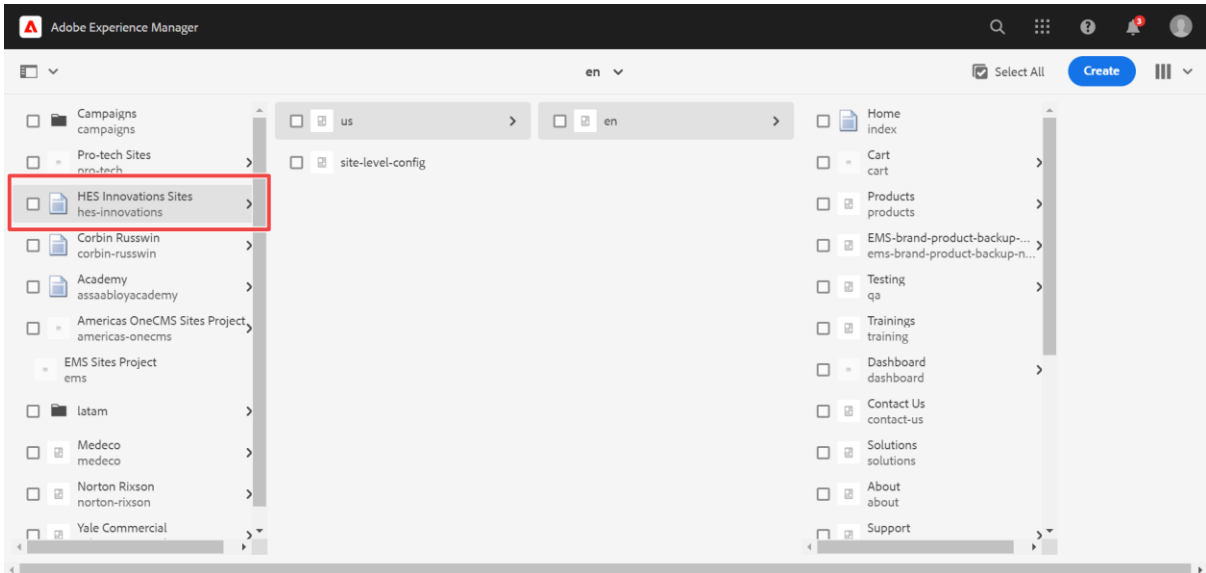 Adobe Experience Manager
3
en
Select All
Create
Campaigns
campaigns
Pro-tech Sites
pro-tech
HES Innovations Sites
hes-innovations
Corbin Russwin
corbin-russwin
Academy
assaabloyacademy
Americas OneCMS Sites Project
americas-onecms
EMS Sites Project
ems
latam
Medeco
medeco
Norton Rixson
norton-rixson
Yale Commercial
us
site-level-config
en
Home
index
Cart
cart
Products
products
EMS-brand-product-backup-...
ems-brand-product-backup-n...
Testing
qa
Trainings
training
Dashboard
dashboard
Contact Us
contact-us
Solutions
solutions
About
about
Support